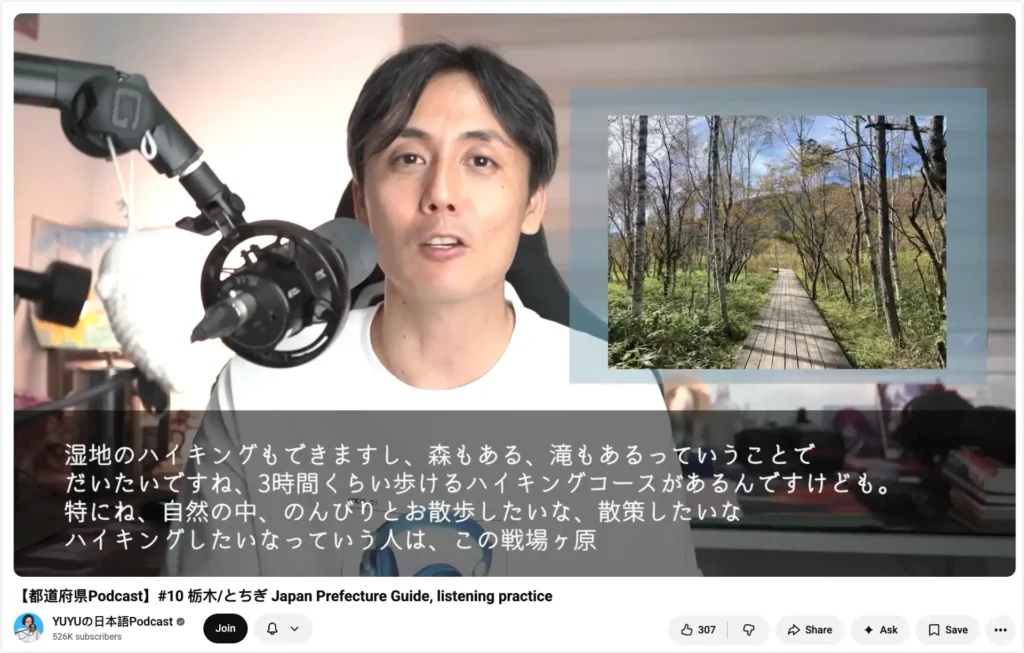 湿地のハイキングもできますし、森もある、滝もあるっていうことで
だいたいですね、3時間くらい歩けるハイキングコースがあるんですけども。
特にね、自然の中、のんびりとお散歩したいな、散策したいな
ハイキングしたいなっていう人は、この戦場ヶ原
【都道府県Podcast】#10 栃木/とちぎ Japan Prefecture Guide, listening practice
YUYUの日本語Podcast
526K subscribers
Join
307
Share
Ask
Save